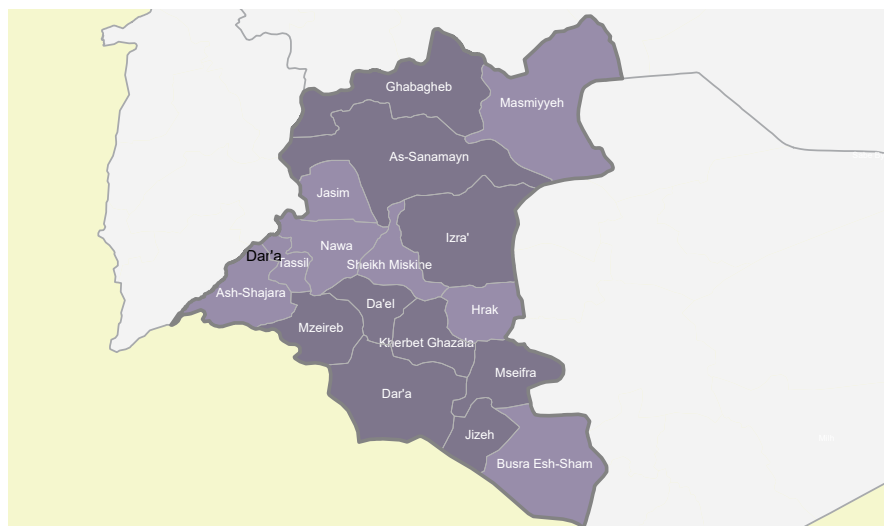 Ghabagheb
Masmiyyeh
As-Sanamayn
Jasim
Izra'
Nawa
Dar'a
Tassil
Sheikh Miskine
Ash-Shajara
Da'el
Hrak
Mzeireb
Kherbet Ghazala
Mseifra
Dar'a
Jizeh
Busra Esh-Sham